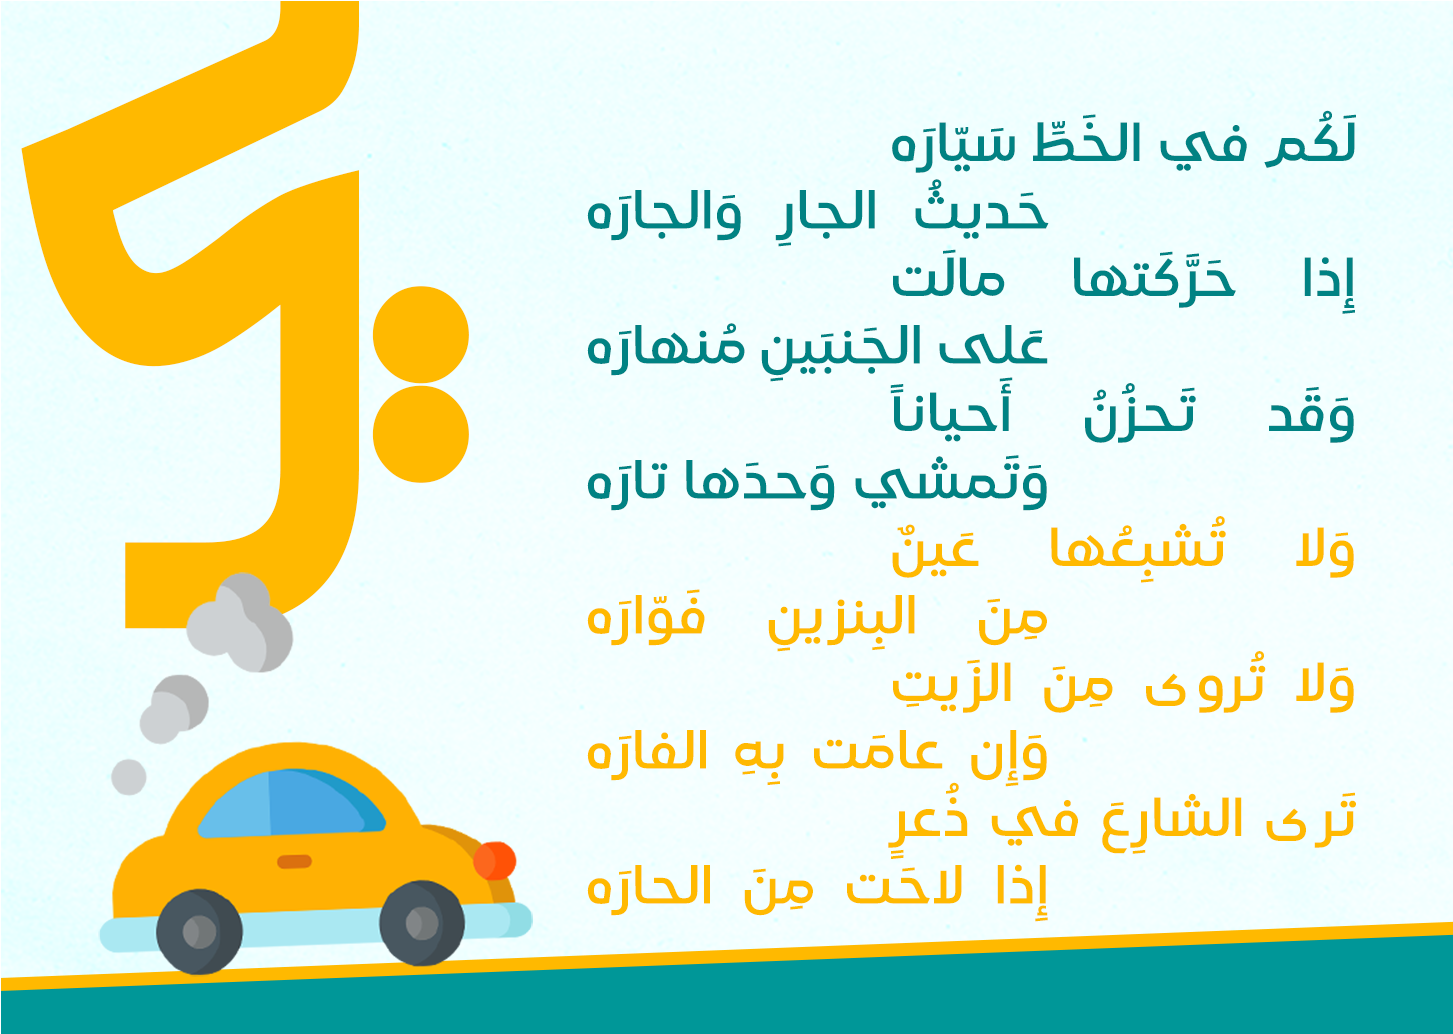 لَكُم في الخَطِّ سَيّارَه
حَديثُ الجارِ وَالجارَه
إِذا حَرَّكَتها مالَت
عَلى الجَنبَينِ مُنهارَه
وَقَد تَحزُنُ أَحياناً
وَتَمشي وَحدَها تارَه
وَلا تُشبِعُها عَينٌ
مِنَ البِنزينِ فَوّارَه
وَلا تُروى مِنَ الزَيتِ
وَإِن عامَت بِهِ الفارَه
تَرى الشارِعَ في ذُعرٍ
إِذا لاحَت مِنَ الحارَه